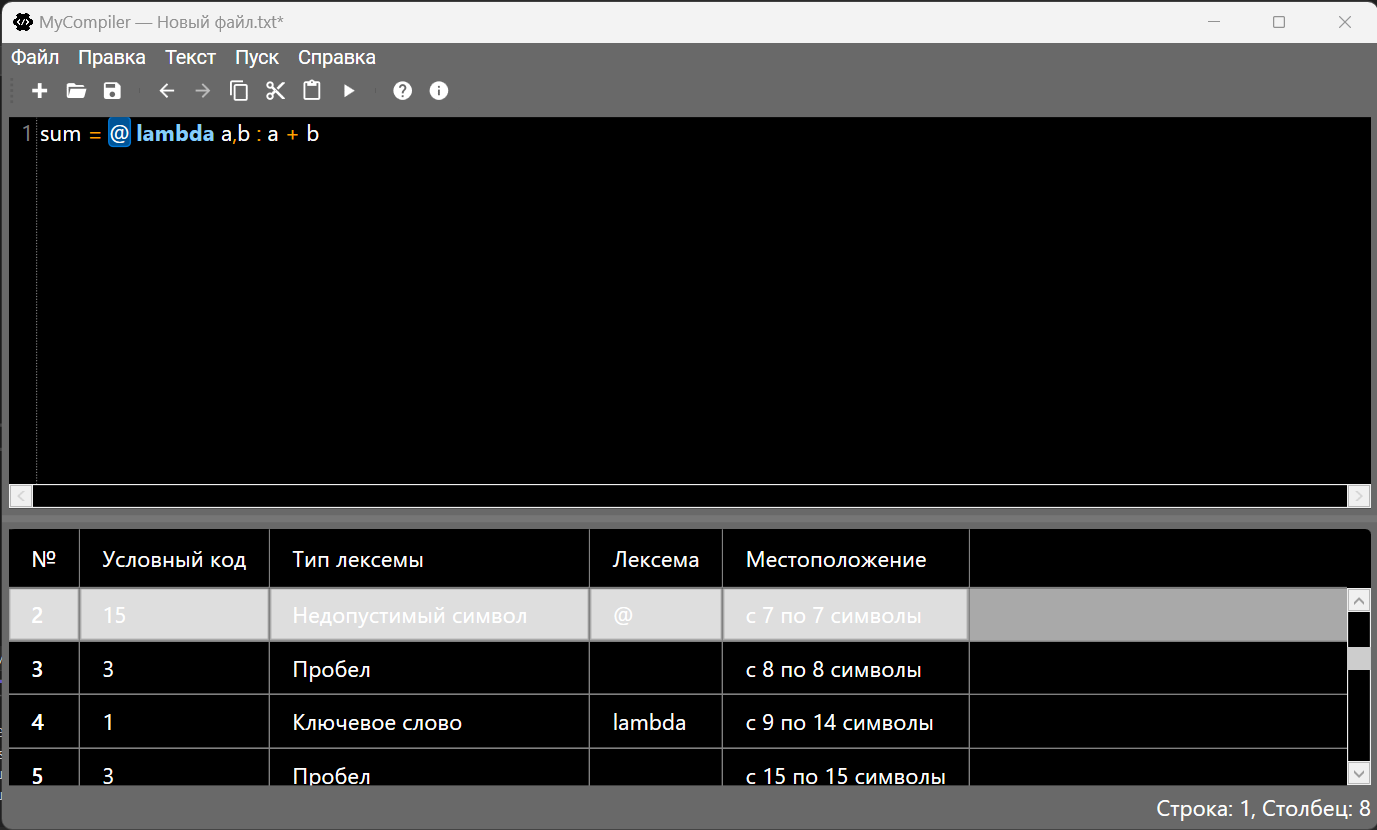 MyCompiler — Новый файл.txt*
Файл Правка Текст Пуск Справка
1 sum = @ lambda a,b : a + b
№ Условный код Тип лексемы Лексема Местоположение
2 15 Недопустимый символ @ с 7 по 7 символы
3 3 Пробел с 8 по 8 символы
4 1 Ключевое слово lambda с 9 по 14 символы
5 3 Пробел с 15 по 15 символы
Строка: 1, Столбец: 8